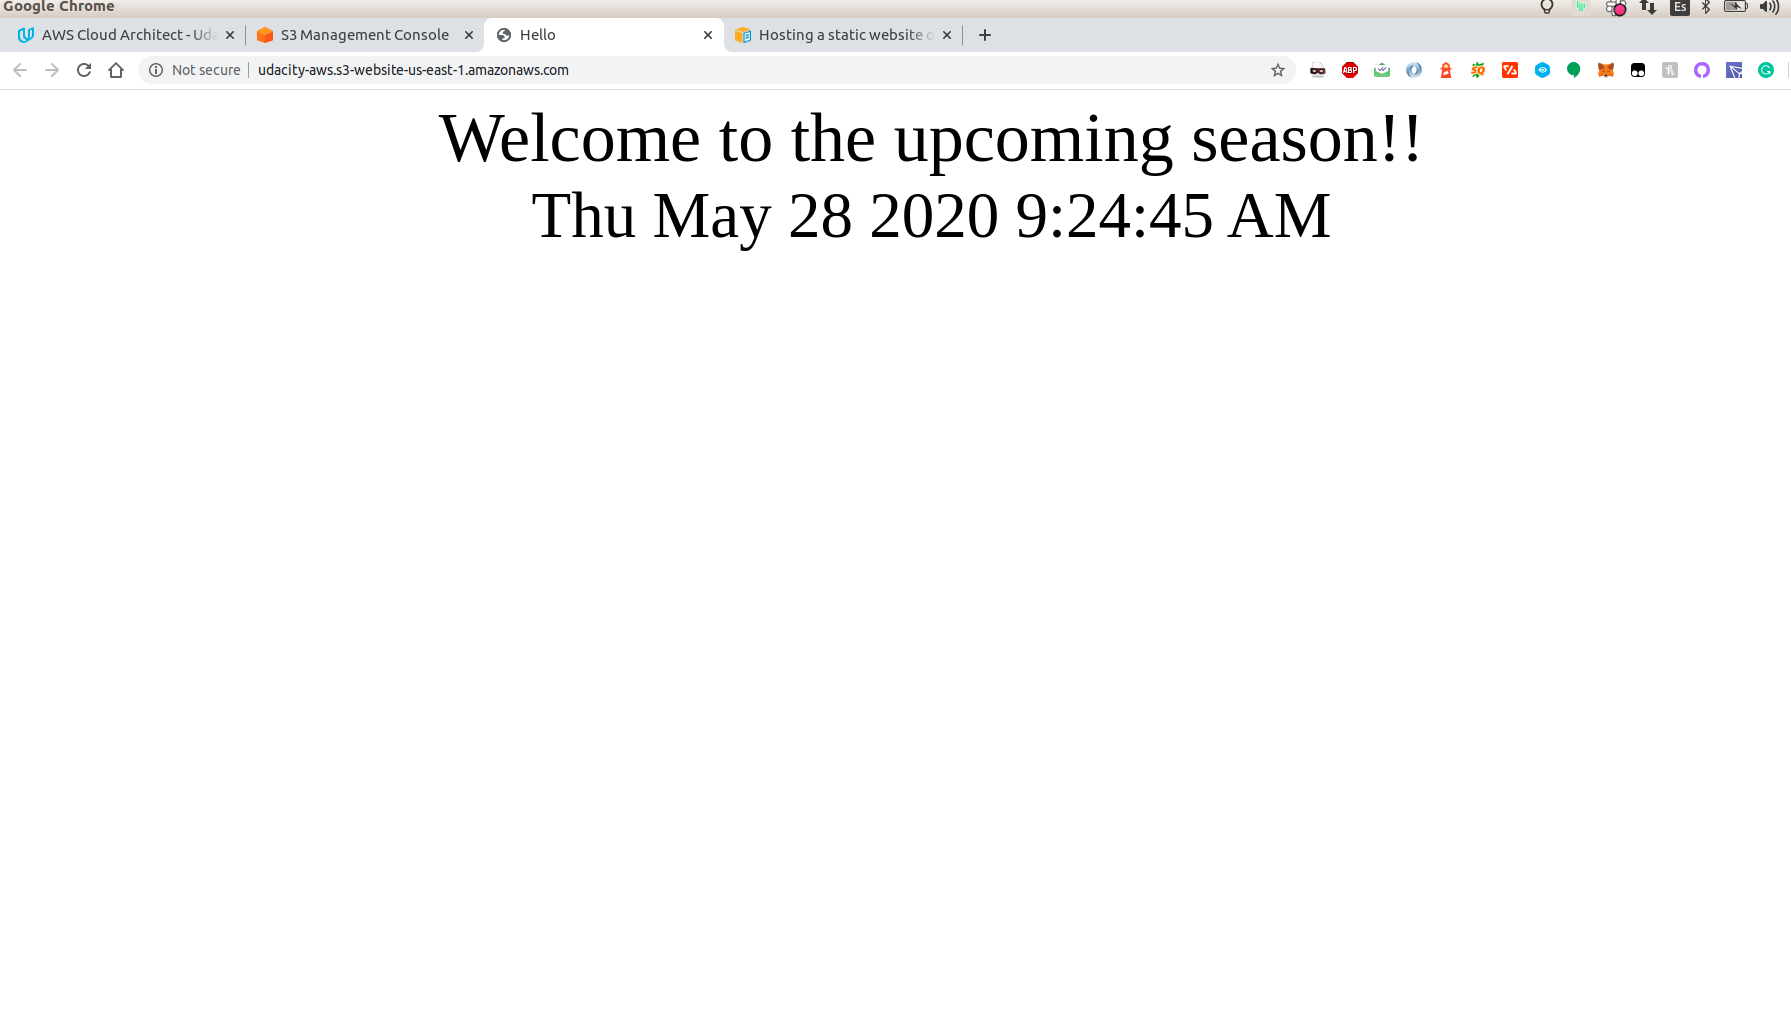 Google Chrome
Es
AWS Cloud Architect - Uda
S3 Management Console
Hello
Hosting a static website o
Not secure
udacity-aws.s3-website-us-east-1.amazonaws.com
ABP
Welcome to the upcoming season!!
Thu May 28 2020 9:24:45 AM